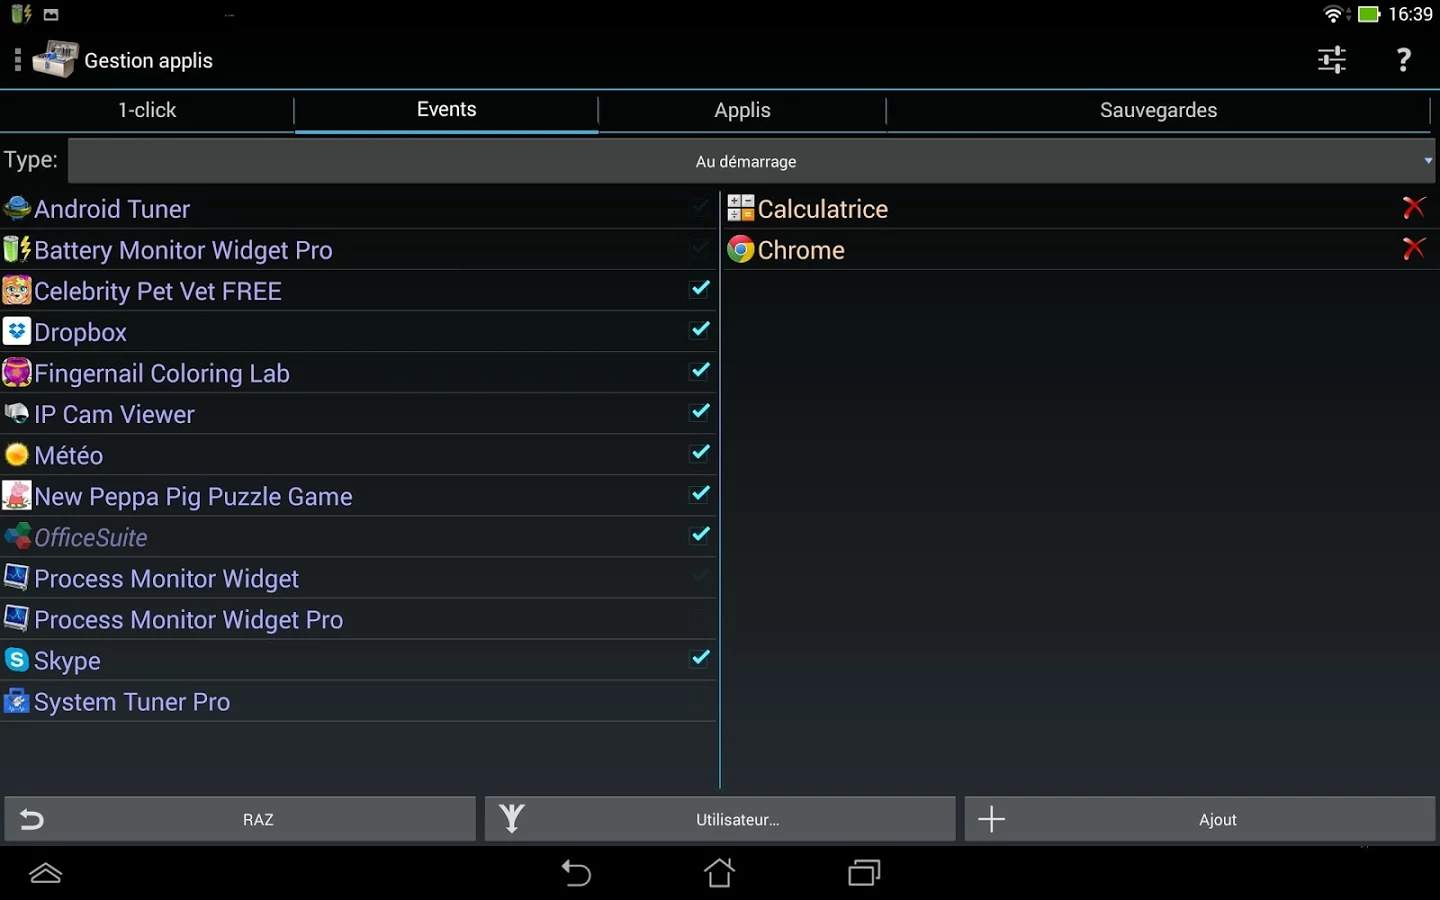 16:39
Gestion applis
?
1-click
Events
Applis
Sauvegardes
Type:
Au démarrage
Android Tuner
Battery Monitor Widget Pro
Celebrity Pet Vet FREE
Dropbox
Fingernail Coloring Lab
IP Cam Viewer
Météo
New Peppa Pig Puzzle Game
OfficeSuite
Process Monitor Widget
Process Monitor Widget Pro
Skype
System Tuner Pro
Calculatrice
Chrome
RAZ
Utilisateur...
Ajout